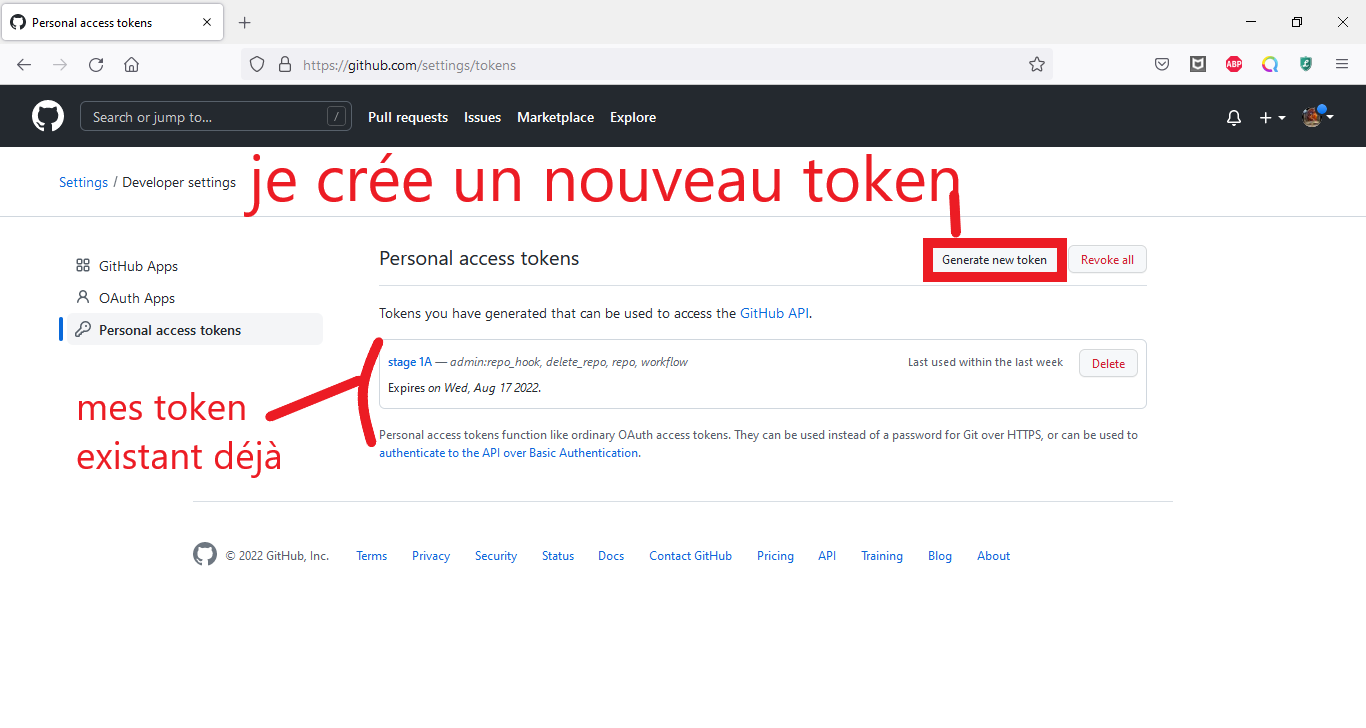 Personal access tokens
https://github.com/settings/tokens
ABP
Search or jump to... /
Pull requests Issues Marketplace Explore
Settings / Developer settings
je crée un nouveau token
GitHub Apps
OAuth Apps
Personal access tokens
Personal access tokens
Generate new token
Revoke all
Tokens you have generated that can be used to access the GitHub API.
stage 1A — admin:repo_hook, delete_repo, repo, workflow
Last used within the last week
Delete
Expires on Wed, Aug 17 2022.
mes token
existant déjà
Personal access tokens function like ordinary OAuth access tokens. They can be used instead of a password for Git over HTTPS, or can be used to
authenticate to the API over Basic Authentication.
© 2022 GitHub, Inc. Terms Privacy Security Status Docs Contact GitHub Pricing API Training Blog About